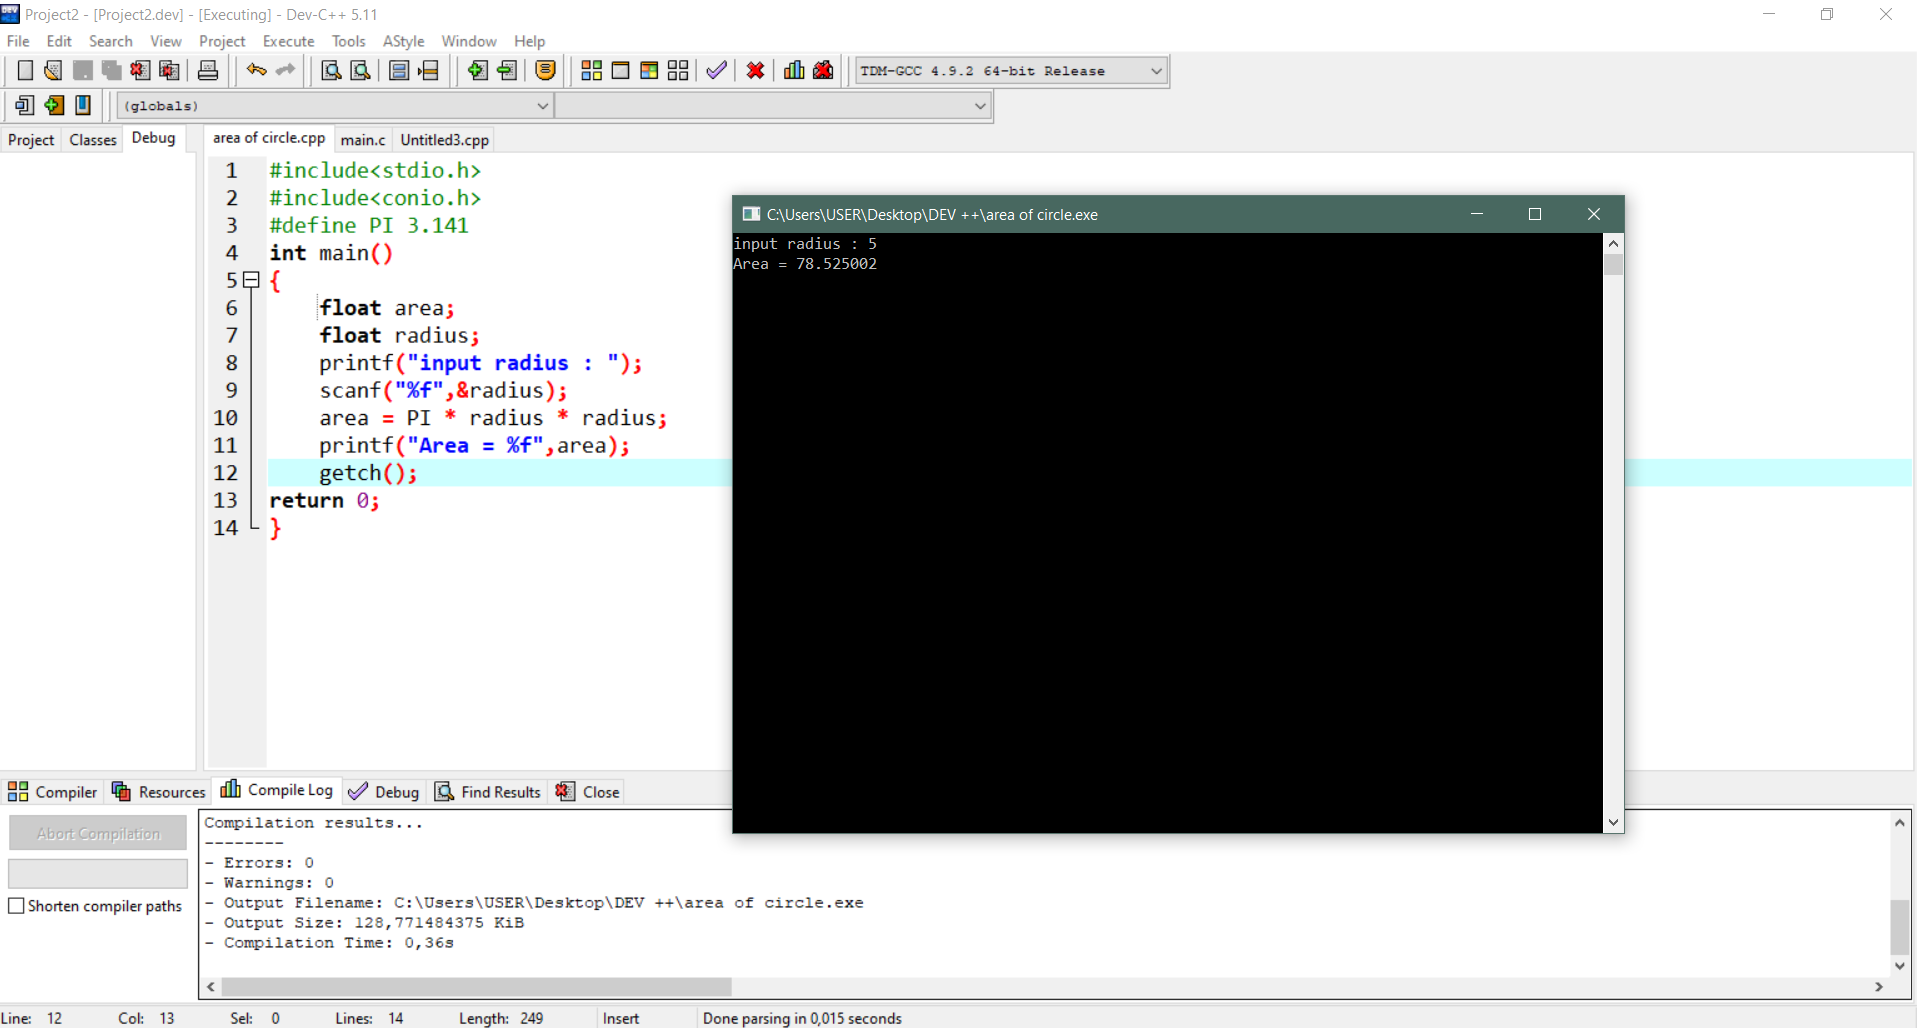 Project2 - [Project2.dev] - [Executing] - Dev-C++ 5.11
File Edit Search View Project Execute Tools AStyle Window Help
TDM-GCC 4.9.2 64-bit Release
(globals)
Project Classes Debug
area of circle.cpp main.c Untitled3.cpp
1 #include<stdio.h>
2 #include<conio.h>
3 #define PI 3.141
4 int main()
5 {
6 float area;
7 float radius;
8 printf("input radius : ");
9 scanf("%f",&radius);
10 area = PI * radius * radius;
11 printf("Area = %f",area);
12 getch();
13 return 0;
14 }
C:\Users\USER\Desktop\DEV ++\area of circle.exe
input radius : 5
Area = 78.525002
Compiler Resources Compile Log Debug Find Results Close
Abort Compilation
Shorten compiler paths
Compilation results...
--------
- Errors: 0
- Warnings: 0
- Output Filename: C:\Users\USER\Desktop\DEV ++\area of circle.exe
- Output Size: 128,771484375 KiB
- Compilation Time: 0,36s
Line: 12 Col: 13 Sel: 0 Lines: 14 Length: 249 Insert Done parsing in 0,015 seconds